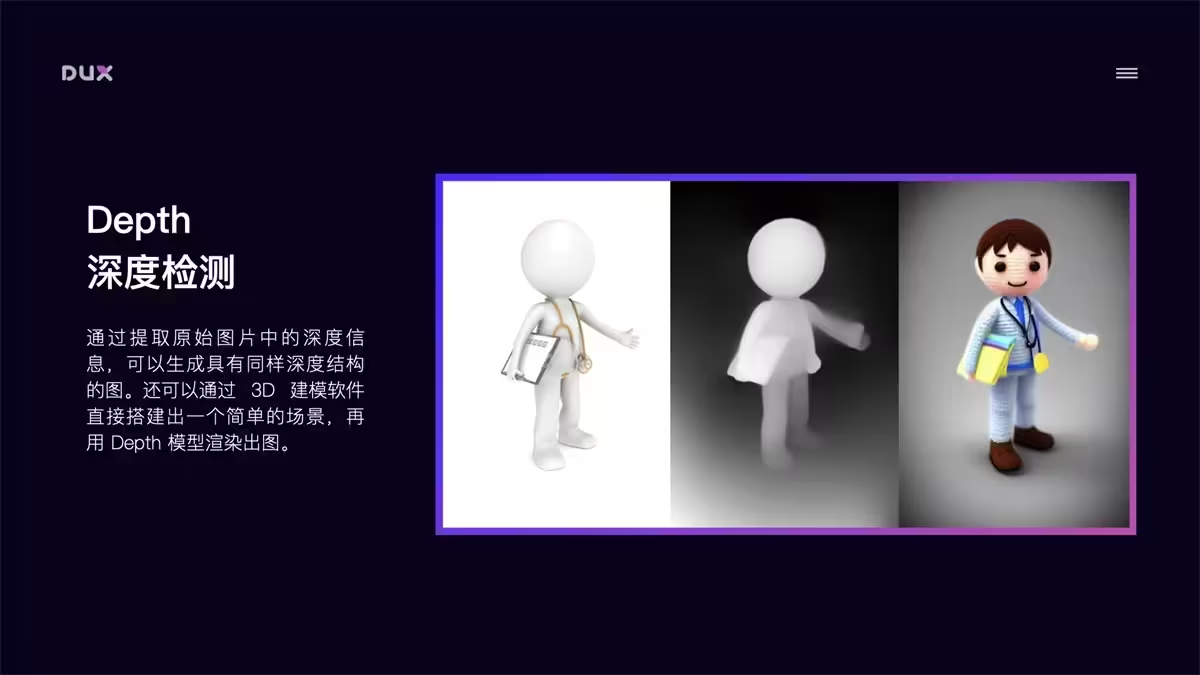 DUX
Depth
深度检测
通过提取原始图片中的深度信
息，可以生成具有同样深度结构
的图。还可以通过 3D 建模软件
直接搭建出一个简单的场景，再
用 Depth 模型渲染出图。